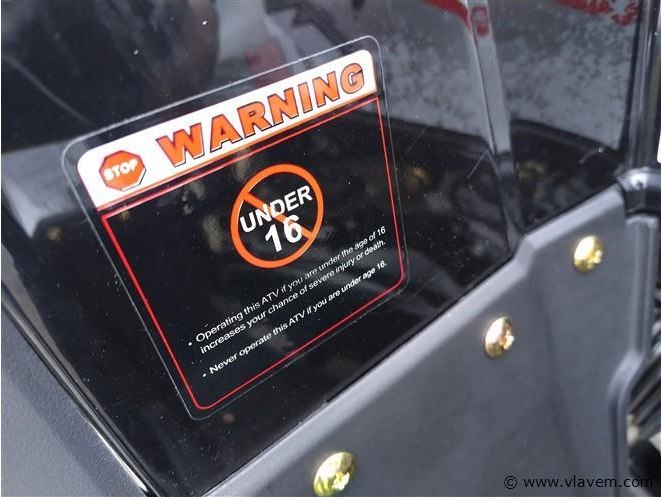 STOP
WARNING
UNDER
16
• Operating this ATV if you are under the age of 16
increases your chance of severe injury or death.
• Never operate this ATV if you are under age 16.
© www.vlavem.com